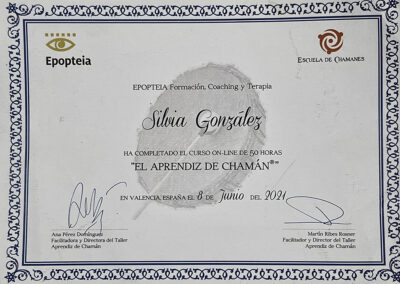 Epopteia
ESCUELA DE CHAMANES
EPOPTEIA Formación, Coaching y Terapia
Silvia González
HA COMPLETADO EL CURSO ON-LINE DE 50 HORAS
"EL APRENDIZ DE CHAMÁN®"
EN VALENCIA, ESPAÑA EL 8 DE Junio DEL 2021
Ana Pérez Domínguez
Facilitadora y Directora del Taller
Aprendiz de Chamán
Martin Ribes Rosner
Facilitador y Director del Taller
Aprendiz de Chamán